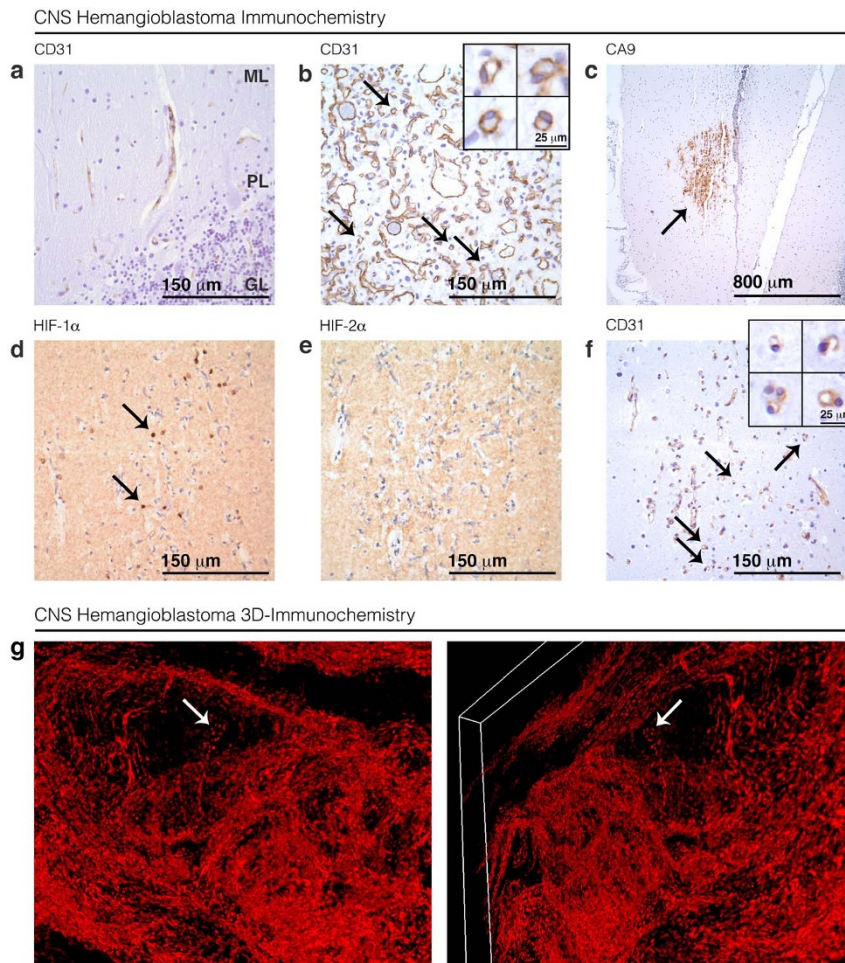 CNS Hemangioblastoma Immunochemistry
CD31
CD31
CA9
a
b
c
ML
PL
GL
150 μm
25 μm
150 μm
800 μm
HIF-1α
HIF-2α
CD31
d
e
f
150 μm
150 μm
25 μm
150 μm
CNS Hemangioblastoma 3D-Immunochemistry
g